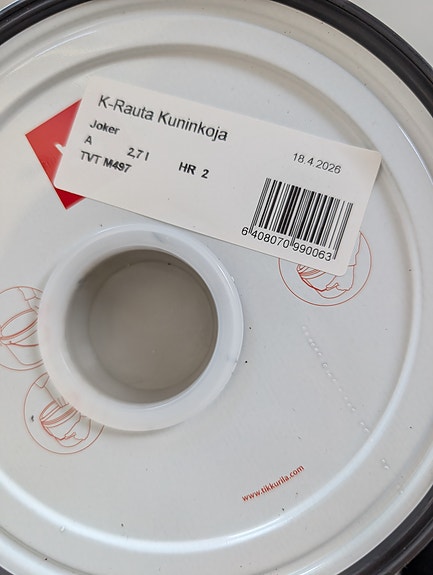 K-Rauta Kuninkoja
Joker
A 2,7 l
TVT M497 HR 2
18.4.2026
6 408070 990063
www.tikkurila.com